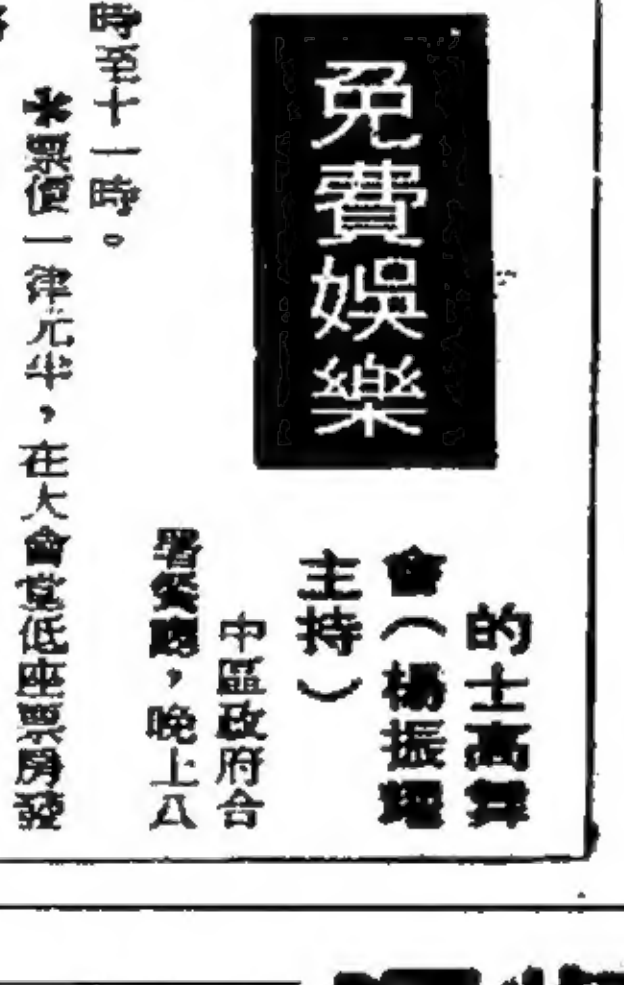 免費娛樂
的士高舞
會（楊振耀
主持）
中區政府合
署餐廳，晚上八
時至十一時。
＊票價一律元半，在大會堂低座票房發